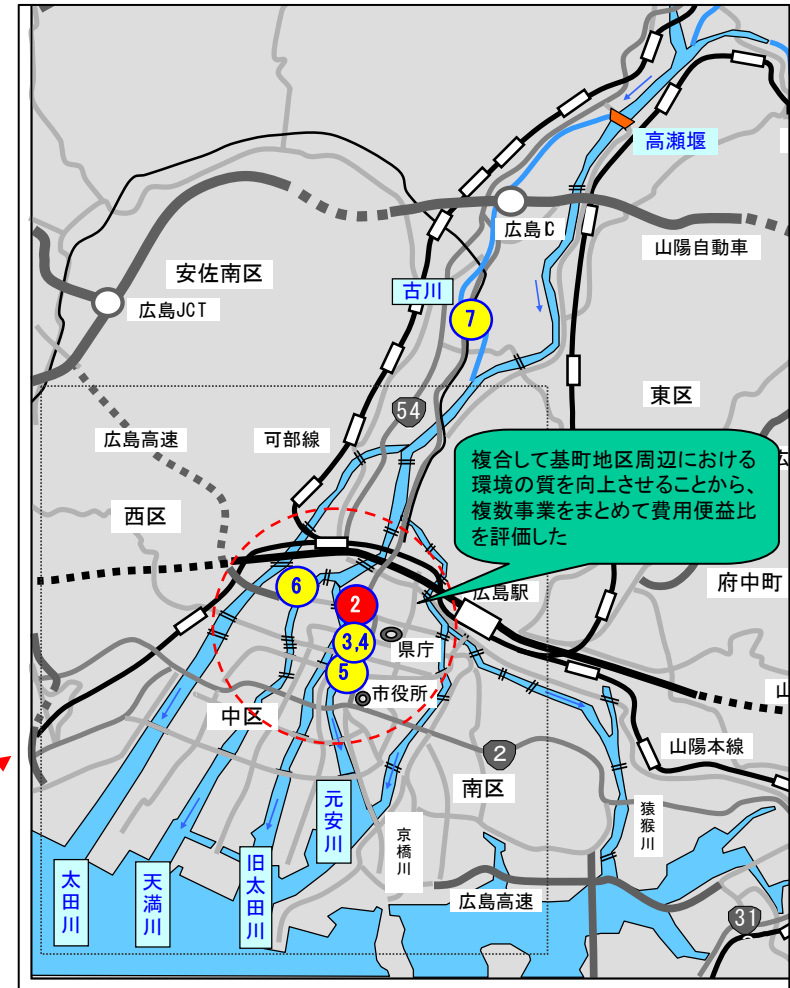 高瀬堰
広島IC
山陽自動車
安佐南区
古川
広島JCT
7
東区
54
広島高速
可部線
複合して基町地区周辺における
環境の質を向上させることから、
複数事業をまとめて費用便益比
を評価した
西区
府中町
広島駅
6
2
3,4
県庁
5
市役所
中区
山陽本線
2
南区
元安川
京橋川
猿猴川
旧太田川
太田川
天満川
広島高速
31